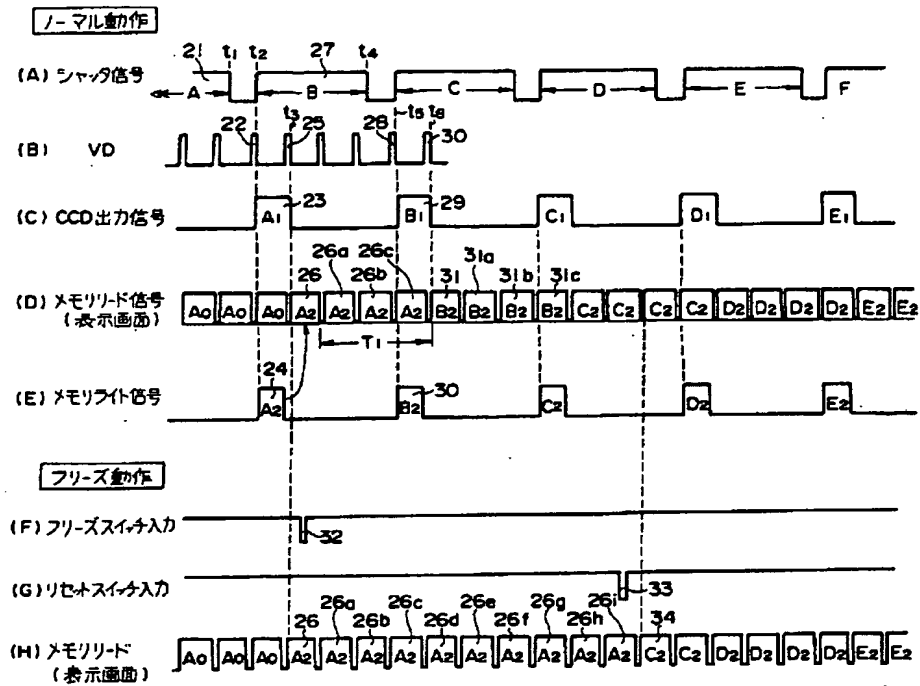 ノーマル動作
21 t1 t2 27 t4
(A) シャッタ信号 A B C D E F
22 t3 25 28 t5 t6 30
(B) VD
(C) CCD出力信号 A1 23 B1 29 C1 D1 E1
26 26a 26b 26c 31 31a 31b 31c
(D) メモリリード信号 A0 A0 A0 A2 A2 A2 A2 B2 B2 B2 B2 C2 C2 C2 C2 D2 D2 D2 D2 E2 E2
(表示画面) T1
24 30
(E) メモリライト信号 A2 B2 C2 D2 E2
フリーズ動作
(F) フリーズスイッチ入力 32
(G) リセットスイッチ入力 33
26 26a 26b 26c 26d 26e 26f 26g 26h 26i 34
(H) メモリリード A0 A0 A0 A2 A2 A2 A2 A2 A2 A2 A2 A2 A2 C2 C2 D2 D2 D2 D2 E2 E2
(表示画面)